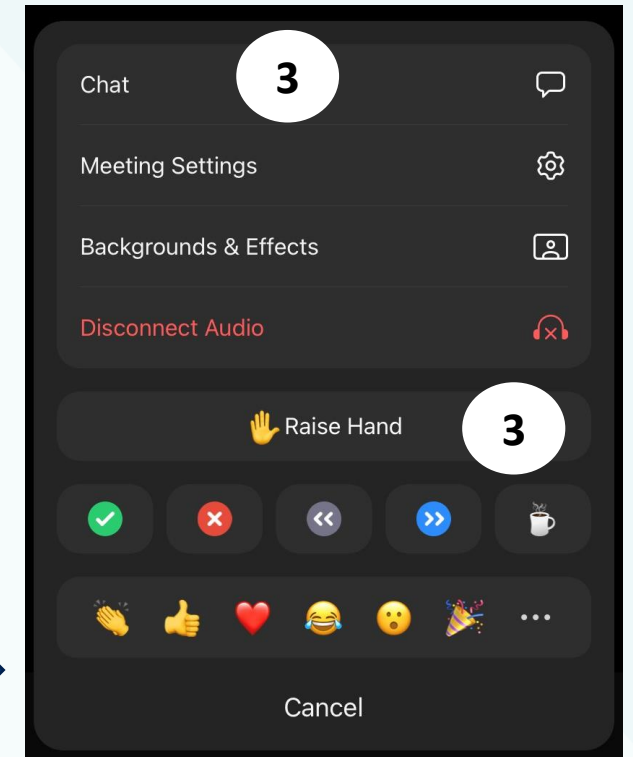 Chat 3
Meeting Settings
Backgrounds & Effects
Disconnect Audio
Raise Hand 3
Cancel